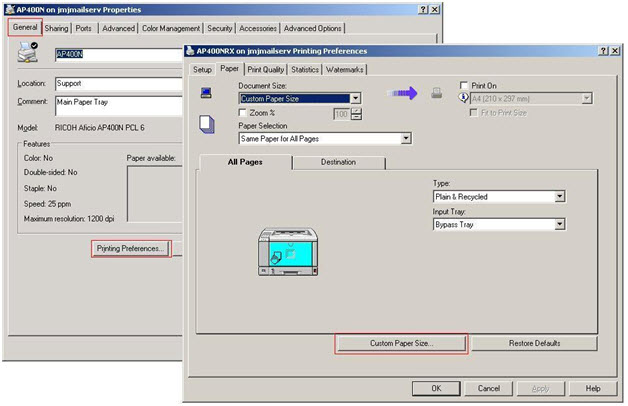 AP400N on jmjmailserv Properties
General Sharing Ports Advanced Color Management Security Accessories Advanced Output
AP400N
Location: Support
Comment: Main Paper Tray
Model: RICOH Aficio AP400N PCL 6
Features
Color: No Paper available:
Double-sided: No
Staple: No
Speed: 25 ppm
Maximum resolution: 1200 dpi
Printing Preferences...
AP400NRX on jmjmailserv Printing Preferences
Setup Paper Print Quality Statistics Watermarks
Document Size:
Custom Paper Size
Print On
A4 (210 x 297 mm)
Zoom % 100 Fit to Print Size
Paper Selection
Same Paper for All Pages
All Pages Destination
Type:
Plain & Recycled
Input Tray:
Bypass Tray
Custom Paper Size... Restore Defaults
OK Cancel Apply Help